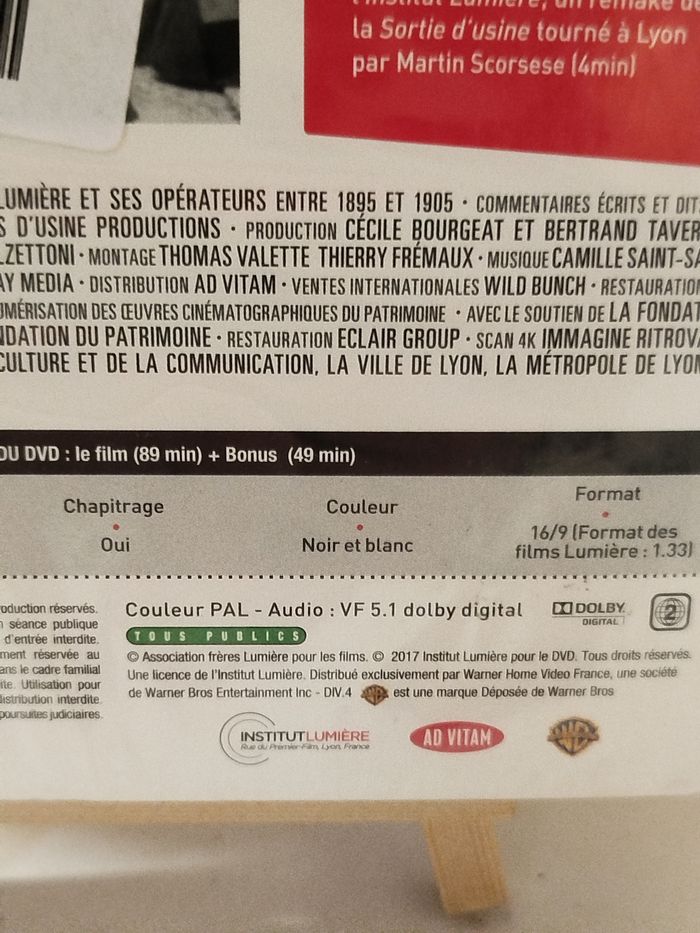 la Sortie d'usine tourné à Lyon
par Martin Scorsese (4min)
LUMIÈRE ET SES OPÉRATEURS ENTRE 1895 ET 1905 · COMMENTAIRES ÉCRITS ET DIT
S D'USINE PRODUCTIONS · PRODUCTION CÉCILE BOURGEAT ET BERTRAND TAVER
LZETTONI · MONTAGE THOMAS VALETTE THIERRY FRÉMAUX · MUSIQUE CAMILLE SAINT-SA
AY MEDIA · DISTRIBUTION AD VITAM · VENTES INTERNATIONALES WILD BUNCH · RESTAURATION
UMÉRISATION DES ŒUVRES CINÉMATOGRAPHIQUES DU PATRIMOINE · AVEC LE SOUTIEN DE LA FONDAT
NDATION DU PATRIMOINE · RESTAURATION ECLAIR GROUP · SCAN 4K IMMAGINE RITROVA
CULTURE ET DE LA COMMUNICATION, LA VILLE DE LYON, LA MÉTROPOLE DE LYON
DU DVD : le film (89 min) + Bonus (49 min)
Chapitrage
Oui
Couleur
Noir et blanc
Format
16/9 (Format des
films Lumière : 1.33)
roduction réservés.
séance publique
d'entrée interdite.
ment réservée au
ans le cadre familial
ite. Utilisation pour
distribution interdite.
poursuites judiciaires.
Couleur PAL - Audio : VF 5.1 dolby digital
DOLBY
DIGITAL
2
TOUS PUBLICS
© Association frères Lumière pour les films. © 2017 Institut Lumière pour le DVD. Tous droits réservés.
Une licence de l'Institut Lumière. Distribué exclusivement par Warner Home Video France, une société
de Warner Bros Entertainment Inc - DIV.4 est une marque Déposée de Warner Bros
INSTITUT LUMIÈRE
Rue du Premier-Film, Lyon, France
AD VITAM